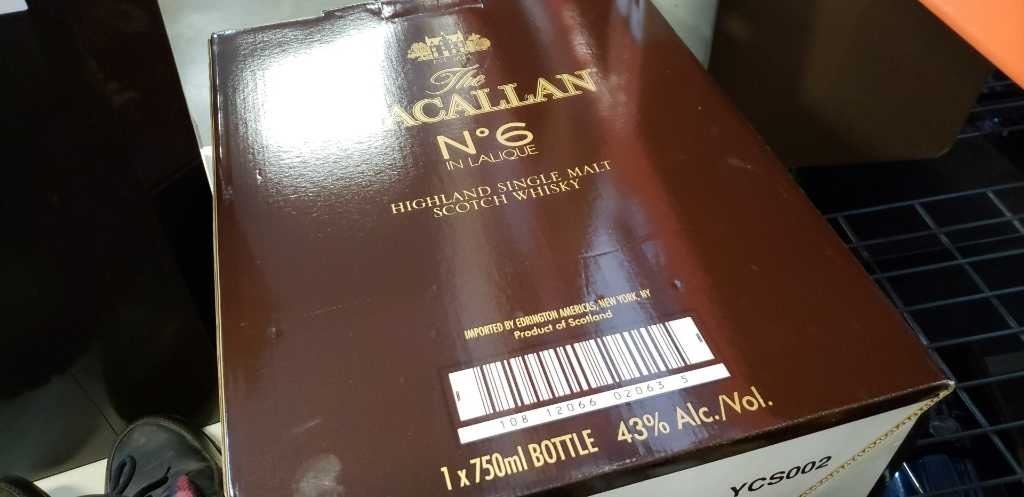 The
MACALLAN
N°6
IN LALIQUE
HIGHLAND SINGLE MALT
SCOTCH WHISKY
IMPORTED BY EDRINGTON AMERICAS, NEW YORK, NY
Product of Scotland
108 12066 02063 5
1 x 750ml BOTTLE 43% Alc./Vol.
YCS002